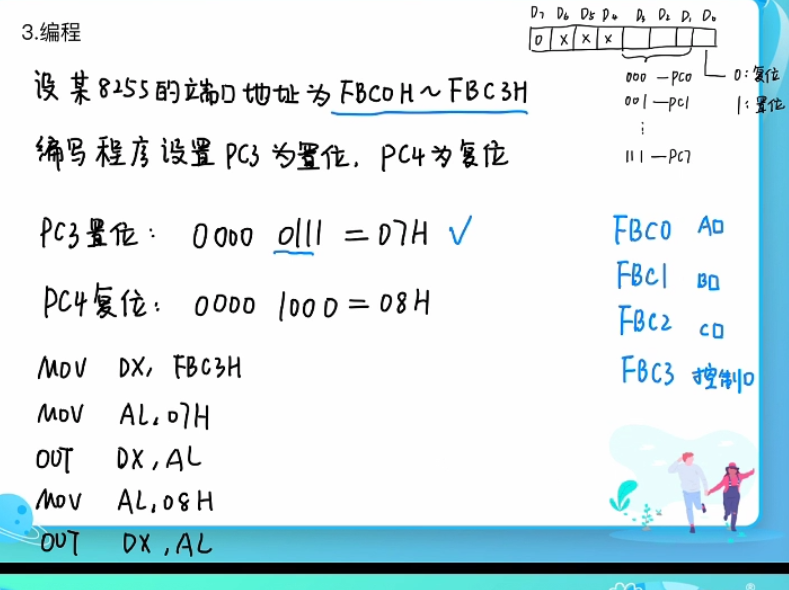 3.编程
D7 D6 D5 D4 D3 D2 D1 D0
0 X X X
000 —PC0
001 —PC1
⋮
111 —PC7
0:复位
1:置位
设某8255的端口地址为FBC0H~FBC3H
编写程序设置PC3为置位，PC4为复位
PC3置位: 0000 0111 = 07H ✓
PC4复位: 0000 1000 = 08H
MOV DX, FBC3H
MOV AL,07H
OUT DX,AL
MOV AL,08H
OUT DX,AL
FBC0 A口
FBC1 B口
FBC2 C口
FBC3 控制口